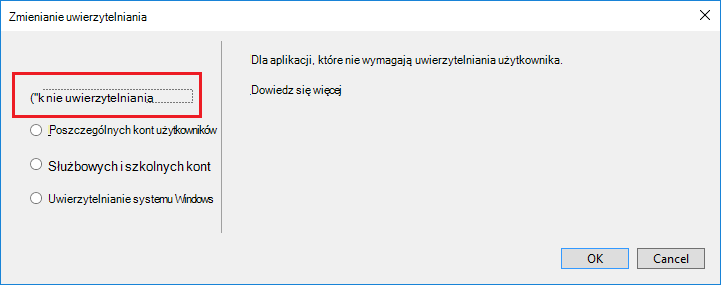 Zmienianie uwierzytelniania
Dla aplikacji, które nie wymagają uwierzytelniania użytkownika.
("k nie uwierzytelniania
Dowiedz się więcej
Poszczególnych kont użytkowników
Służbowych i szkolnych kont
Uwierzytelnianie systemu Windows
OK
Cancel